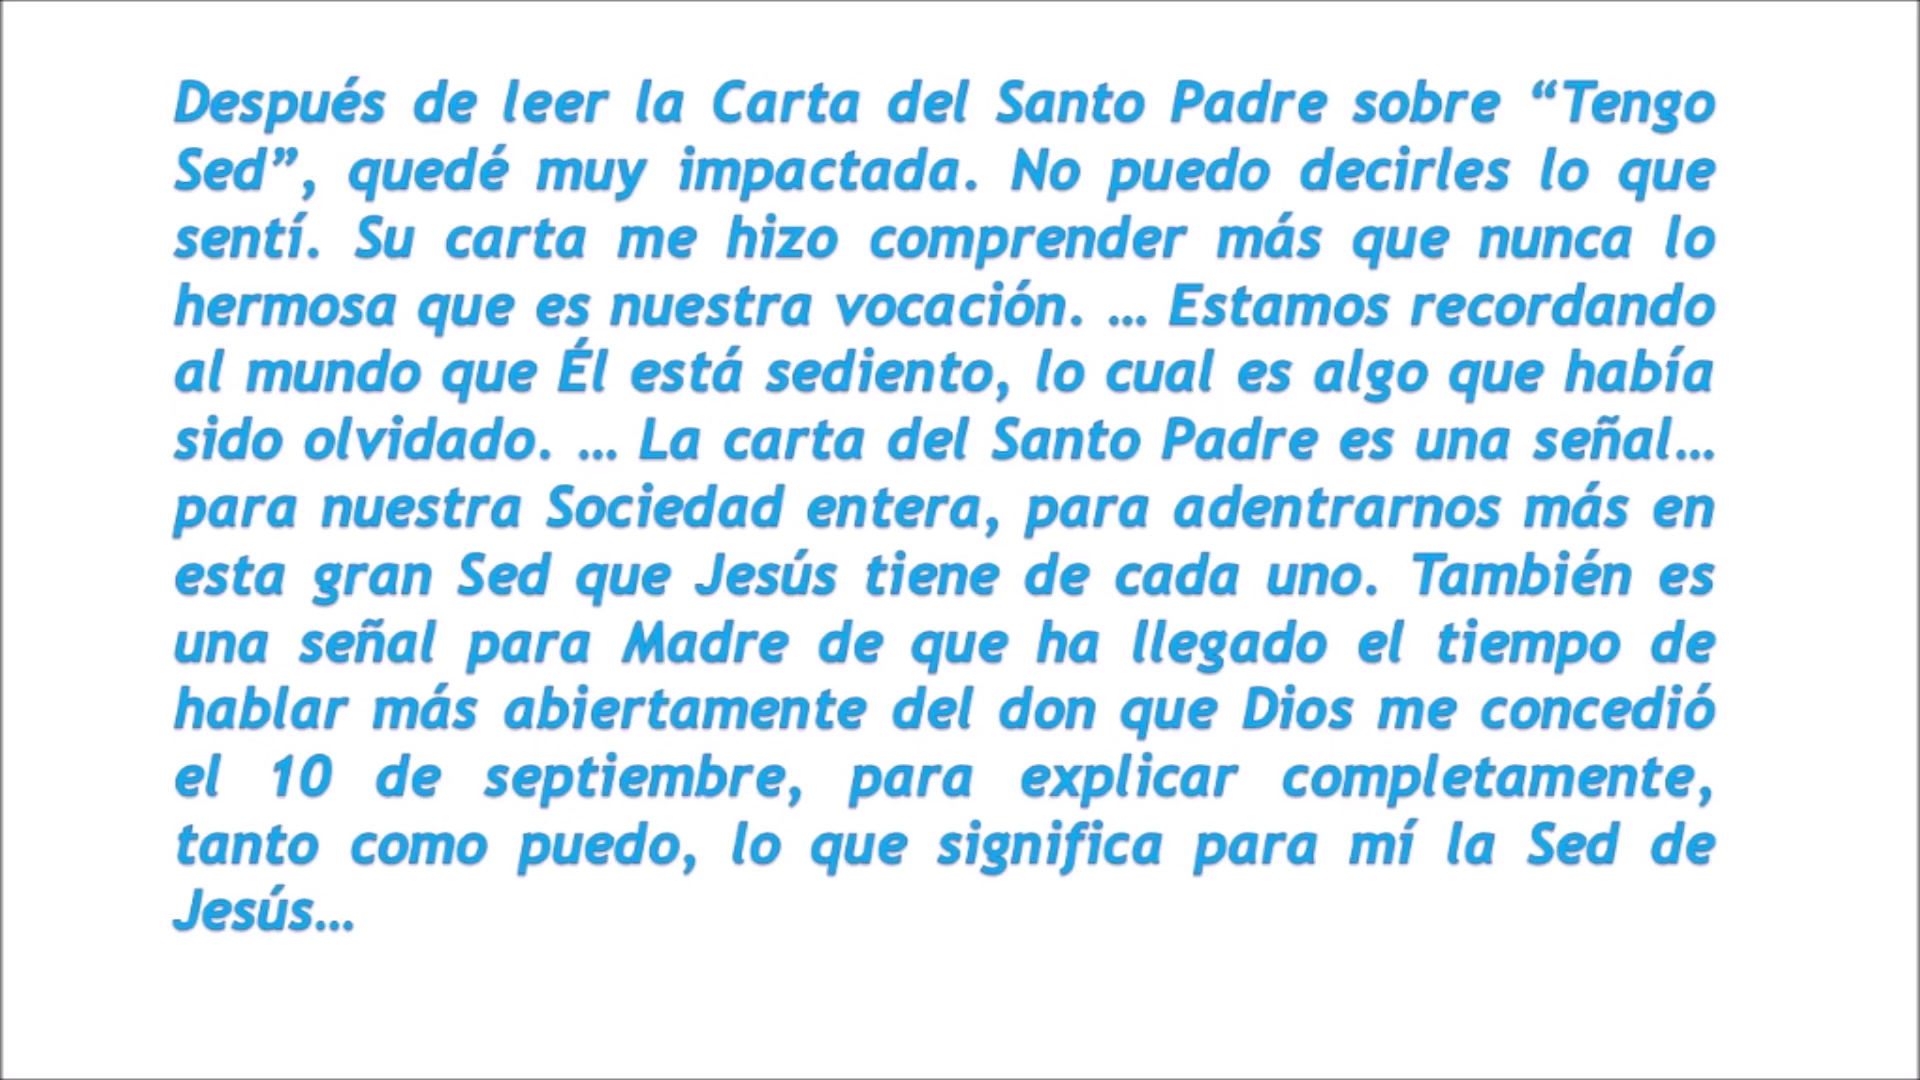 Después de leer la Carta del Santo Padre sobre “Tengo
Sed”, quedé muy impactada. No puedo decirles lo que
sentí. Su carta me hizo comprender más que nunca lo
hermosa que es nuestra vocación. … Estamos recordando
al mundo que Él está sediento, lo cual es algo que había
sido olvidado. … La carta del Santo Padre es una señal…
para nuestra Sociedad entera, para adentrarnos más en
esta gran Sed que Jesús tiene de cada uno. También es
una señal para Madre de que ha llegado el tiempo de
hablar más abiertamente del don que Dios me concedió
el 10 de septiembre, para explicar completamente,
tanto como puedo, lo que significa para mí la Sed de
Jesús…